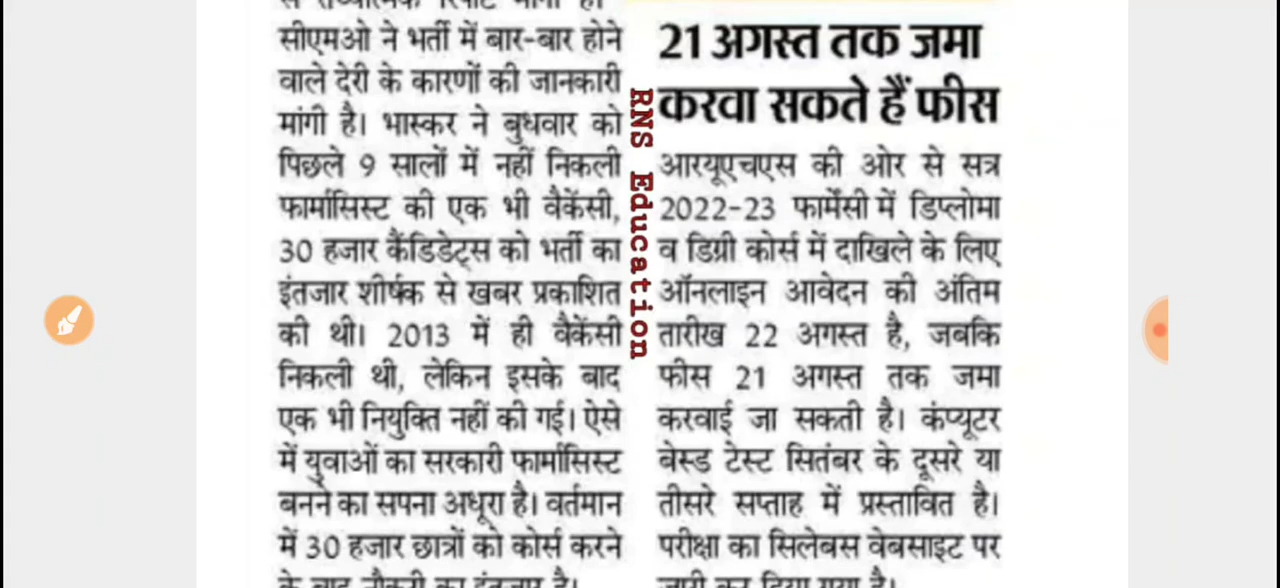 सीएमओ ने भर्ती में बार-बार होने
वाले देरी के कारणों की जानकारी
मांगी है। भास्कर ने बुधवार को
पिछले 9 सालों में नहीं निकली
फार्मासिस्ट की एक भी वैकेंसी,
30 हजार कैंडिडेट्स को भर्ती का
इंतजार शीर्षक से खबर प्रकाशित
की थी। 2013 में ही वैकेंसी
निकली थी, लेकिन इसके बाद
एक भी नियुक्ति नहीं की गई। ऐसे
में युवाओं का सरकारी फार्मासिस्ट
बनने का सपना अधूरा है। वर्तमान
में 30 हजार छात्रों को कोर्स करने
RNS Education
21 अगस्त तक जमा
करवा सकते हैं फीस
आरयूएचएस की ओर से सत्र
2022-23 फार्मेसी में डिप्लोमा
व डिग्री कोर्स में दाखिले के लिए
ऑनलाइन आवेदन की अंतिम
तारीख 22 अगस्त है, जबकि
फीस 21 अगस्त तक जमा
करवाई जा सकती है। कंप्यूटर
बेस्ड टेस्ट सितंबर के दूसरे या
तीसरे सप्ताह में प्रस्तावित है।
परीक्षा का सिलेबस वेबसाइट पर